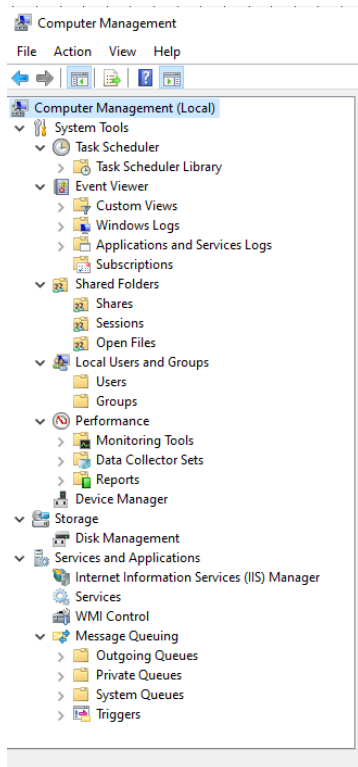 Computer Management
File Action View Help
Computer Management (Local)
System Tools
Task Scheduler
Task Scheduler Library
Event Viewer
Custom Views
Windows Logs
Applications and Services Logs
Subscriptions
Shared Folders
Shares
Sessions
Open Files
Local Users and Groups
Users
Groups
Performance
Monitoring Tools
Data Collector Sets
Reports
Device Manager
Storage
Disk Management
Services and Applications
Internet Information Services (IIS) Manager
Services
WMI Control
Message Queuing
Outgoing Queues
Private Queues
System Queues
Triggers